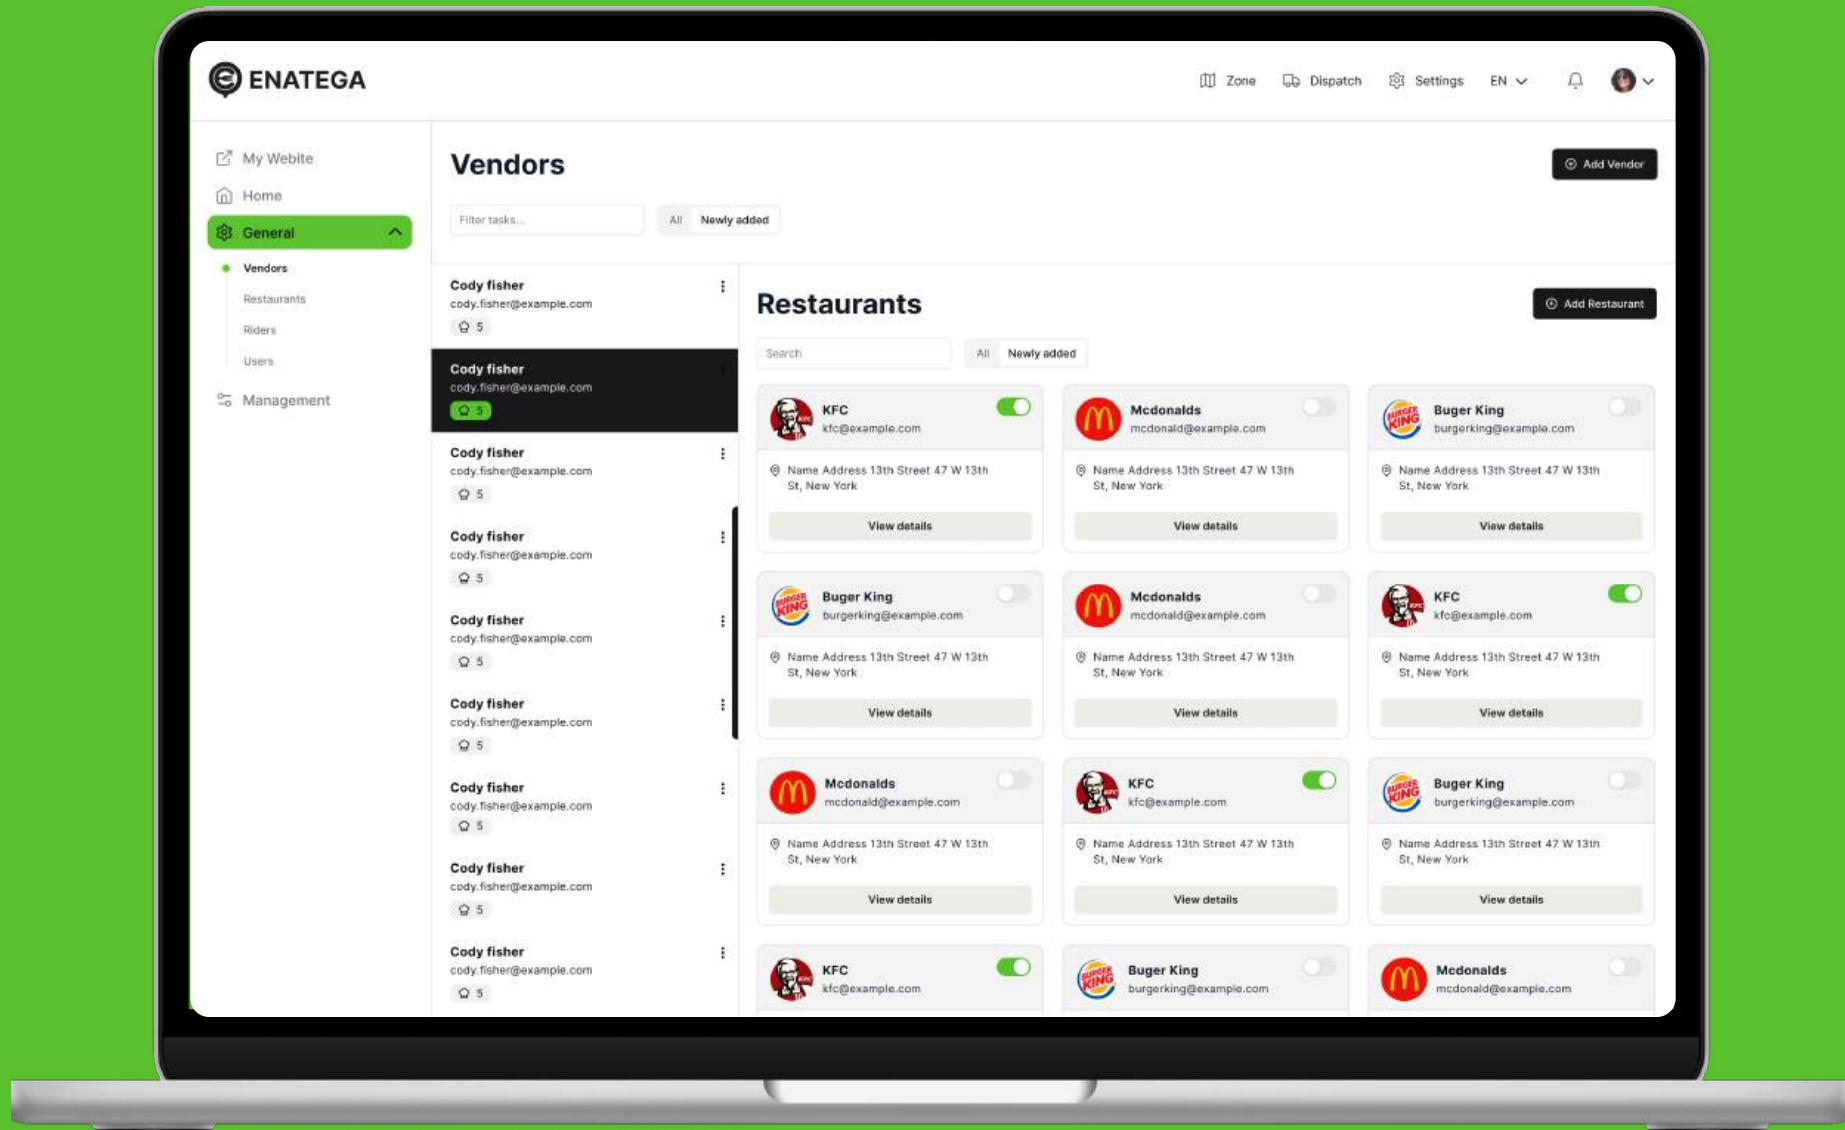 ENATEGA
Zone
Dispatch
Settings
EN
My Webite
Home
General
Vendors
Restaurants
Riders
Users
Management
Vendors
Add Vendor
Filter tasks...
All
Newly added
Cody fisher
cody.fisher@example.com
5
Cody fisher
cody.fisher@example.com
5
Cody fisher
cody.fisher@example.com
5
Cody fisher
cody.fisher@example.com
5
Cody fisher
cody.fisher@example.com
5
Cody fisher
cody.fisher@example.com
5
Cody fisher
cody.fisher@example.com
5
Cody fisher
cody.fisher@example.com
5
Cody fisher
cody.fisher@example.com
5
Restaurants
Add Restaurant
Search
All
Newly added
KFC
KFC
kfc@example.com
Name Address 13th Street 47 W 13th
St, New York
View details
Mcdonalds
mcdonald@example.com
Name Address 13th Street 47 W 13th
St, New York
View details
BURGER
KING
Buger King
burgerking@example.com
Name Address 13th Street 47 W 13th
St, New York
View details
BURGER
KING
Buger King
burgerking@example.com
Name Address 13th Street 47 W 13th
St, New York
View details
Mcdonalds
mcdonald@example.com
Name Address 13th Street 47 W 13th
St, New York
View details
KFC
KFC
kfc@example.com
Name Address 13th Street 47 W 13th
St, New York
View details
Mcdonalds
mcdonald@example.com
Name Address 13th Street 47 W 13th
St, New York
View details
KFC
KFC
kfc@example.com
Name Address 13th Street 47 W 13th
St, New York
View details
BURGER
KING
Buger King
burgerking@example.com
Name Address 13th Street 47 W 13th
St, New York
View details
KFC
KFC
kfc@example.com
BURGER
KING
Buger King
burgerking@example.com
Mcdonalds
mcdonald@example.com